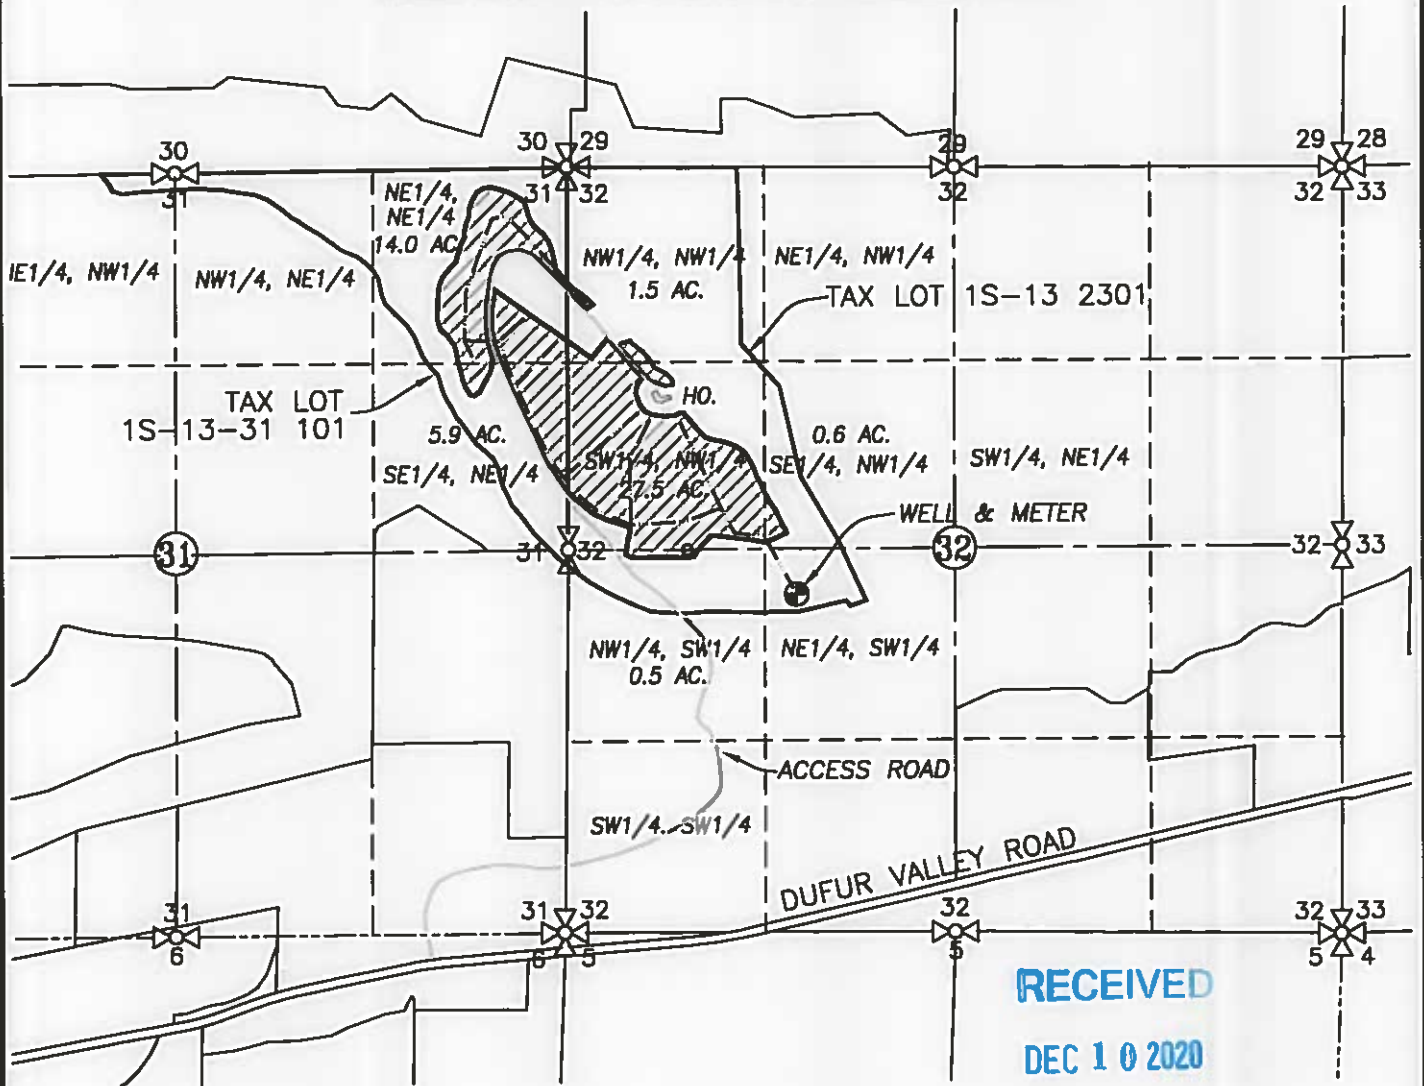 30
30 29
29
29 28
31
31 32
32
32 33
NE1/4,
NE1/4
14.0 AC
IE1/4, NW1/4
NW1/4, NE1/4
NW1/4, NW1/4
1.5 AC.
NE1/4, NW1/4
TAX LOT 1S-13 2301
TAX LOT
1S-13-31 101
HO.
5.9 AC.
SE1/4, NE1/4
SW1/4, NW1/4
27.5 AC.
0.6 AC.
SE1/4, NW1/4
SW1/4, NE1/4
WELL & METER
31
31 32
32
32 33
NW1/4, SW1/4
0.5 AC.
NE1/4, SW1/4
ACCESS ROAD
SW1/4, SW1/4
DUFUR VALLEY ROAD
31
31 32
32
32 33
6
6 5
5
5 4
RECEIVED
DEC 10 2020